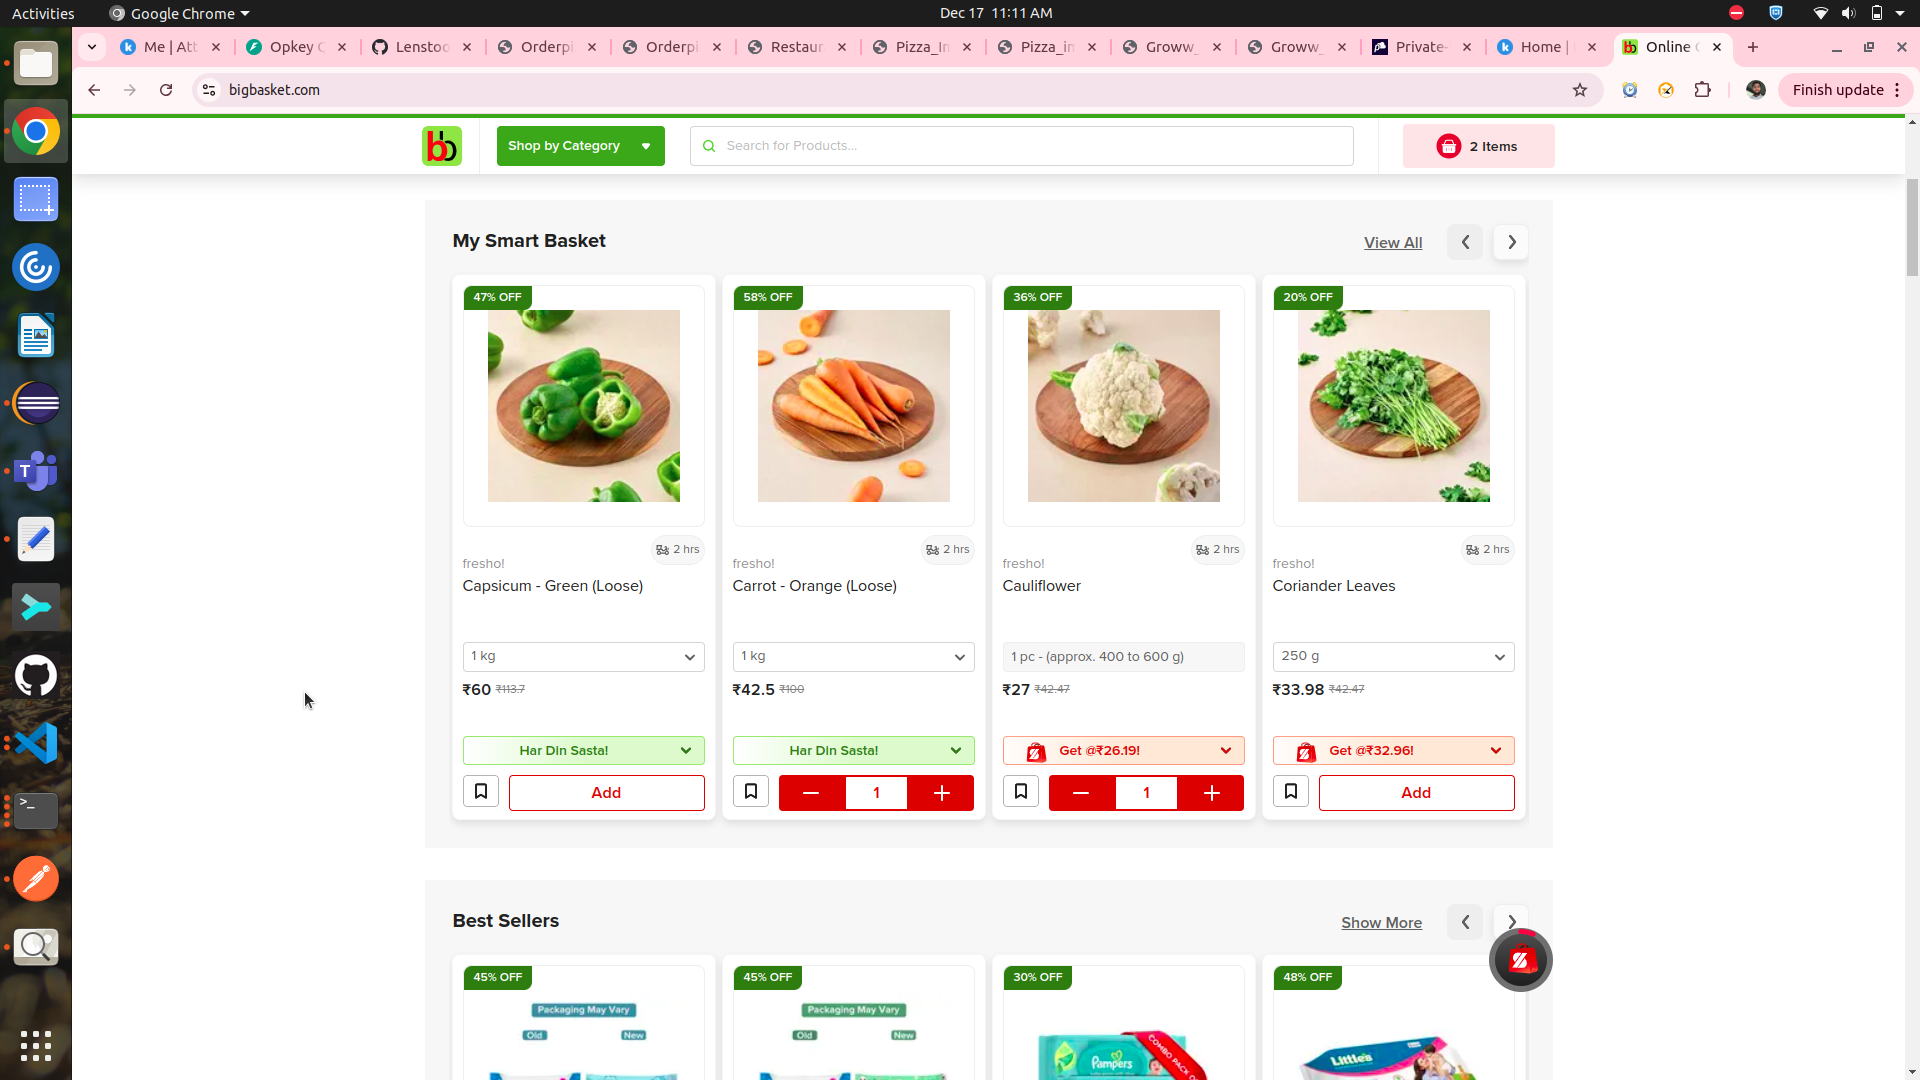 Activities
Google Chrome
Dec 17 11:11 AM
Me | Att
Opkey C
Lenstoo
Orderpi
Orderpi
Restaur
Pizza_In
Pizza_in
Groww_
Groww_
Private-
Home |
Online C
bigbasket.com
Finish update
bb
Shop by Category
Search for Products...
2 Items
My Smart Basket
View All
47% OFF
58% OFF
36% OFF
20% OFF
2 hrs
2 hrs
2 hrs
2 hrs
fresho!
fresho!
fresho!
fresho!
Capsicum - Green (Loose)
Carrot - Orange (Loose)
Cauliflower
Coriander Leaves
1 kg
1 kg
1 pc - (approx. 400 to 600 g)
250 g
₹60 ₹113.7
₹42.5 ₹100
₹27 ₹42.47
₹33.98 ₹42.47
Har Din Sasta!
Har Din Sasta!
Get @₹26.19!
Get @₹32.96!
Add
1
1
Add
Best Sellers
Show More
45% OFF
45% OFF
30% OFF
48% OFF
Packaging May Vary
Packaging May Vary
Old
New
Old
New
COMBO PACK O
Pampers
Little's